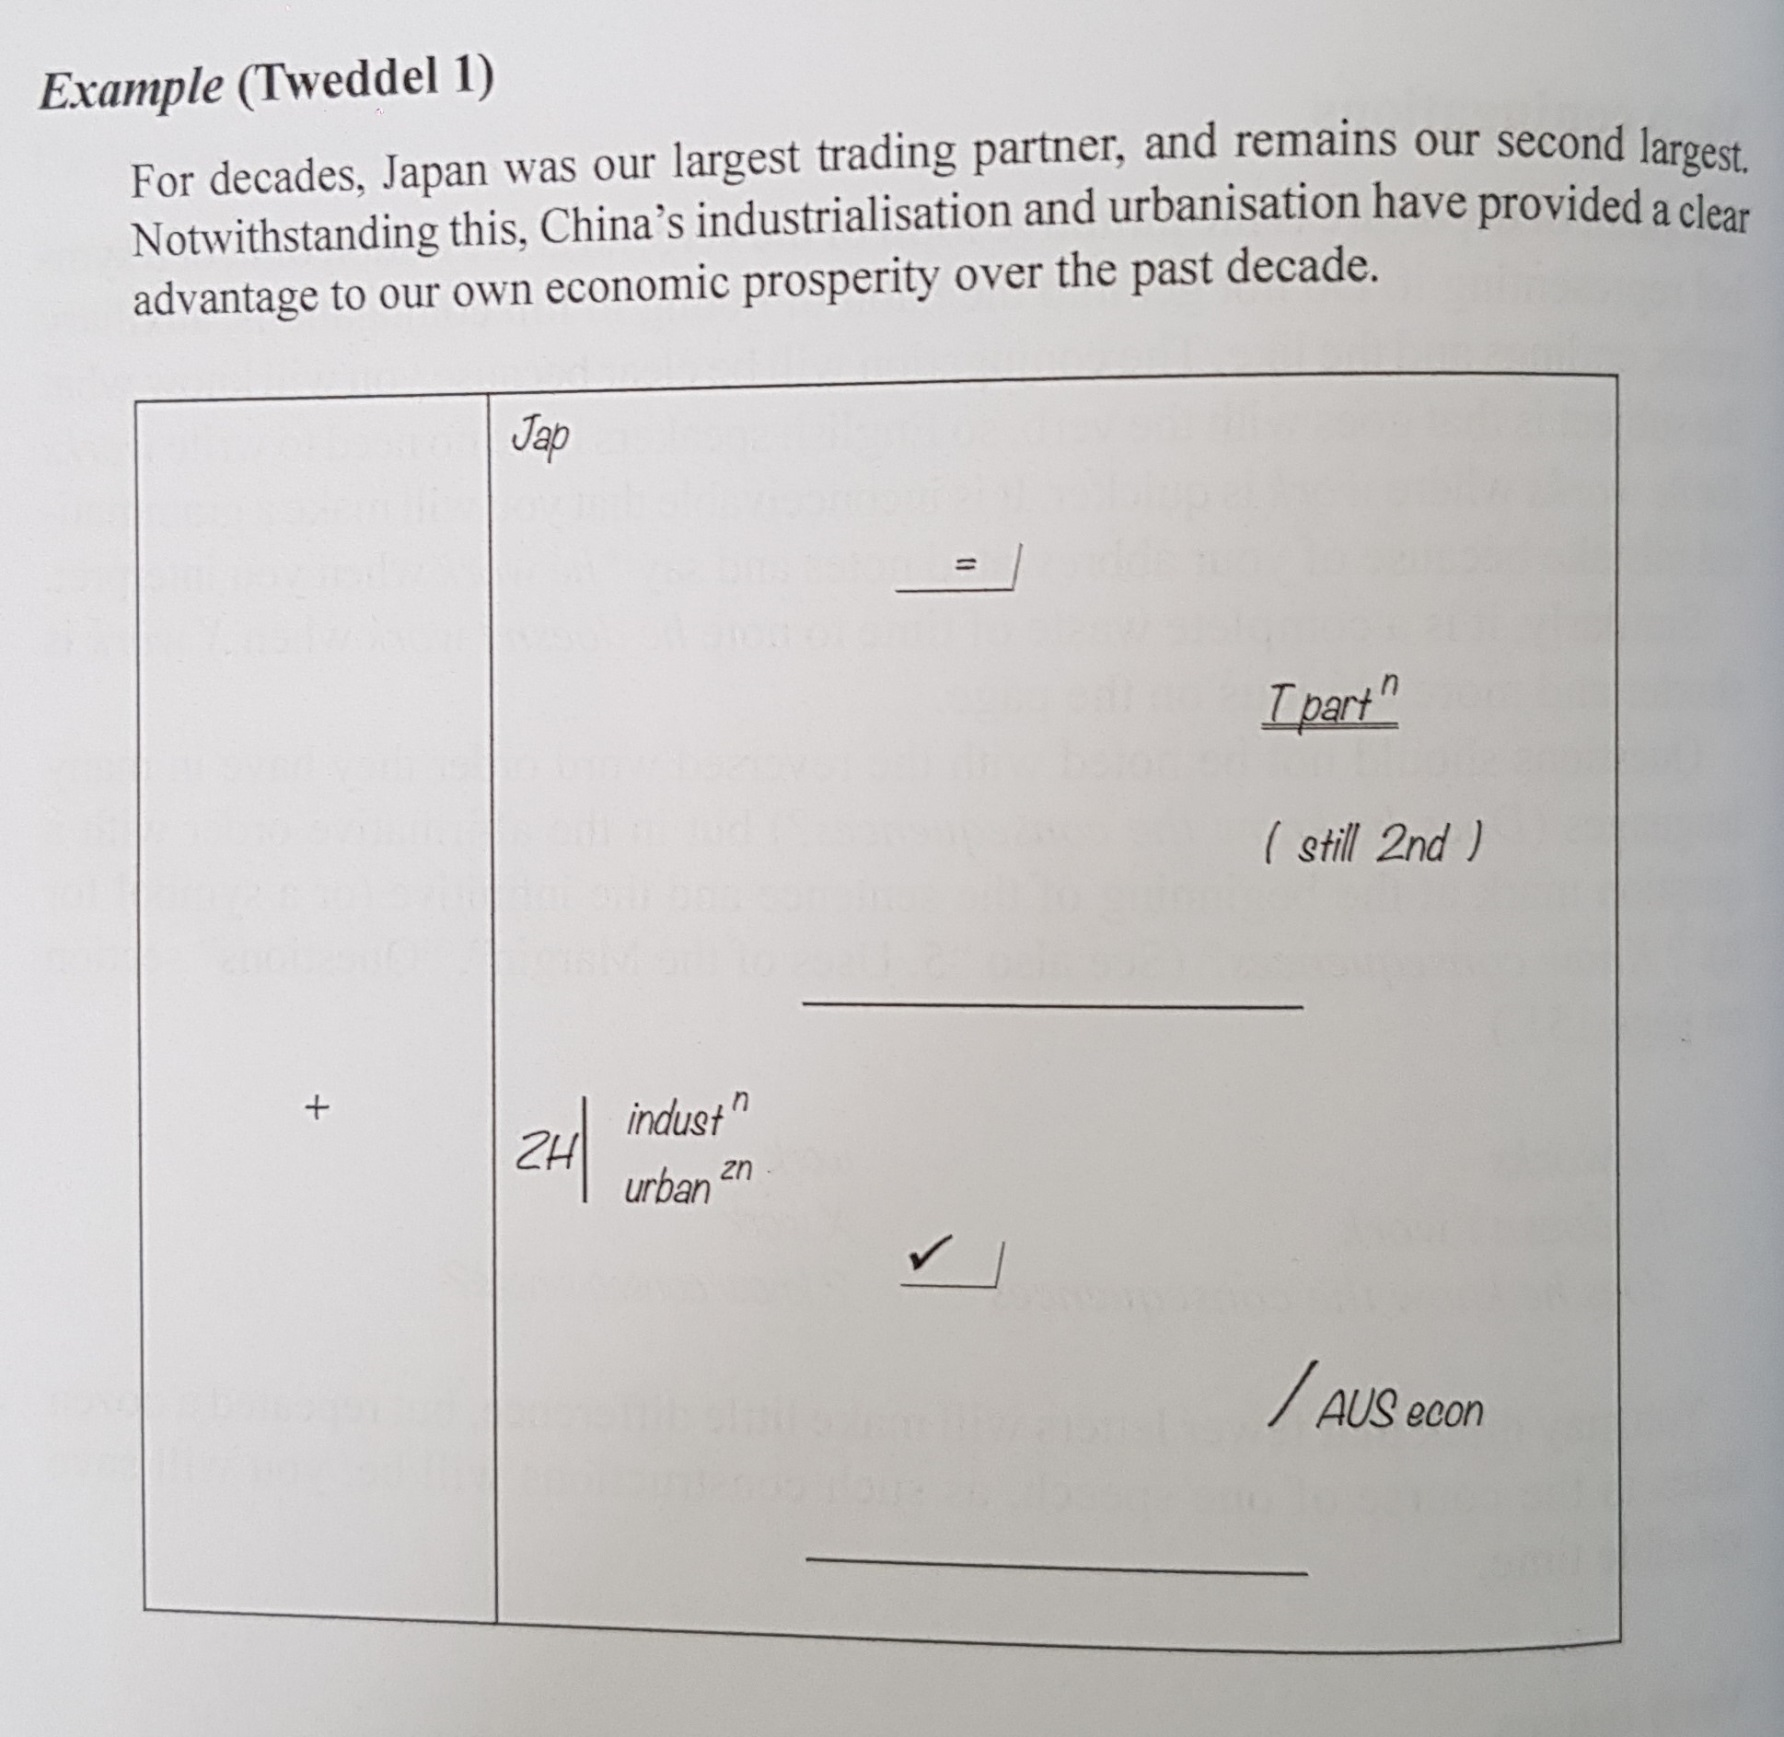 Example (Tweddel 1)
For decades, Japan was our largest trading partner, and remains our second largest.
Notwithstanding this, China's industrialisation and urbanisation have provided a clear
advantage to our own economic prosperity over the past decade.
Jap
=
T partⁿ
( still 2nd )
+
ZH
industⁿ
urban ᶻⁿ
✓
/ AUS econ